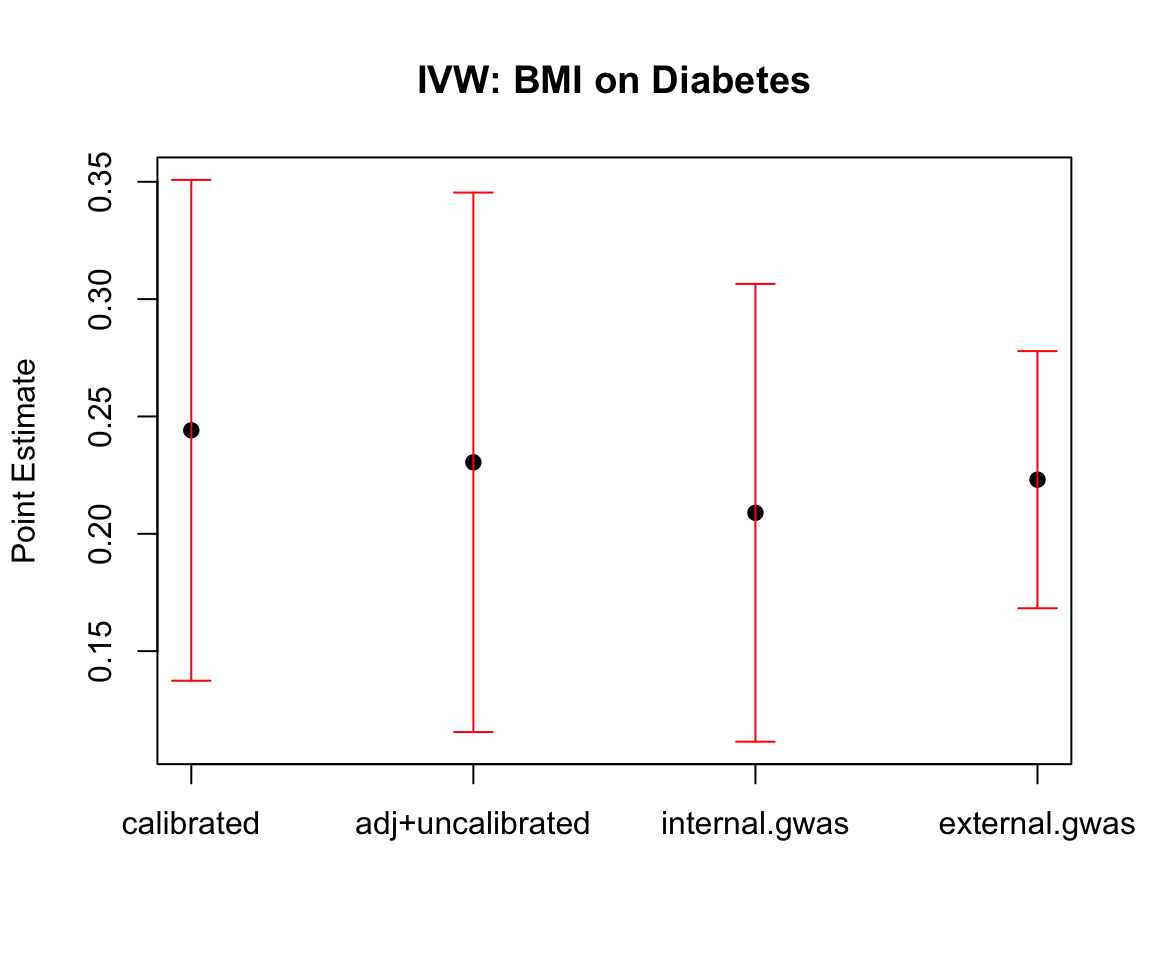 IVW: BMI on Diabetes
Point Estimate
0.35
0.30
0.25
0.20
0.15
calibrated
adj+uncalibrated
internal.gwas
external.gwas